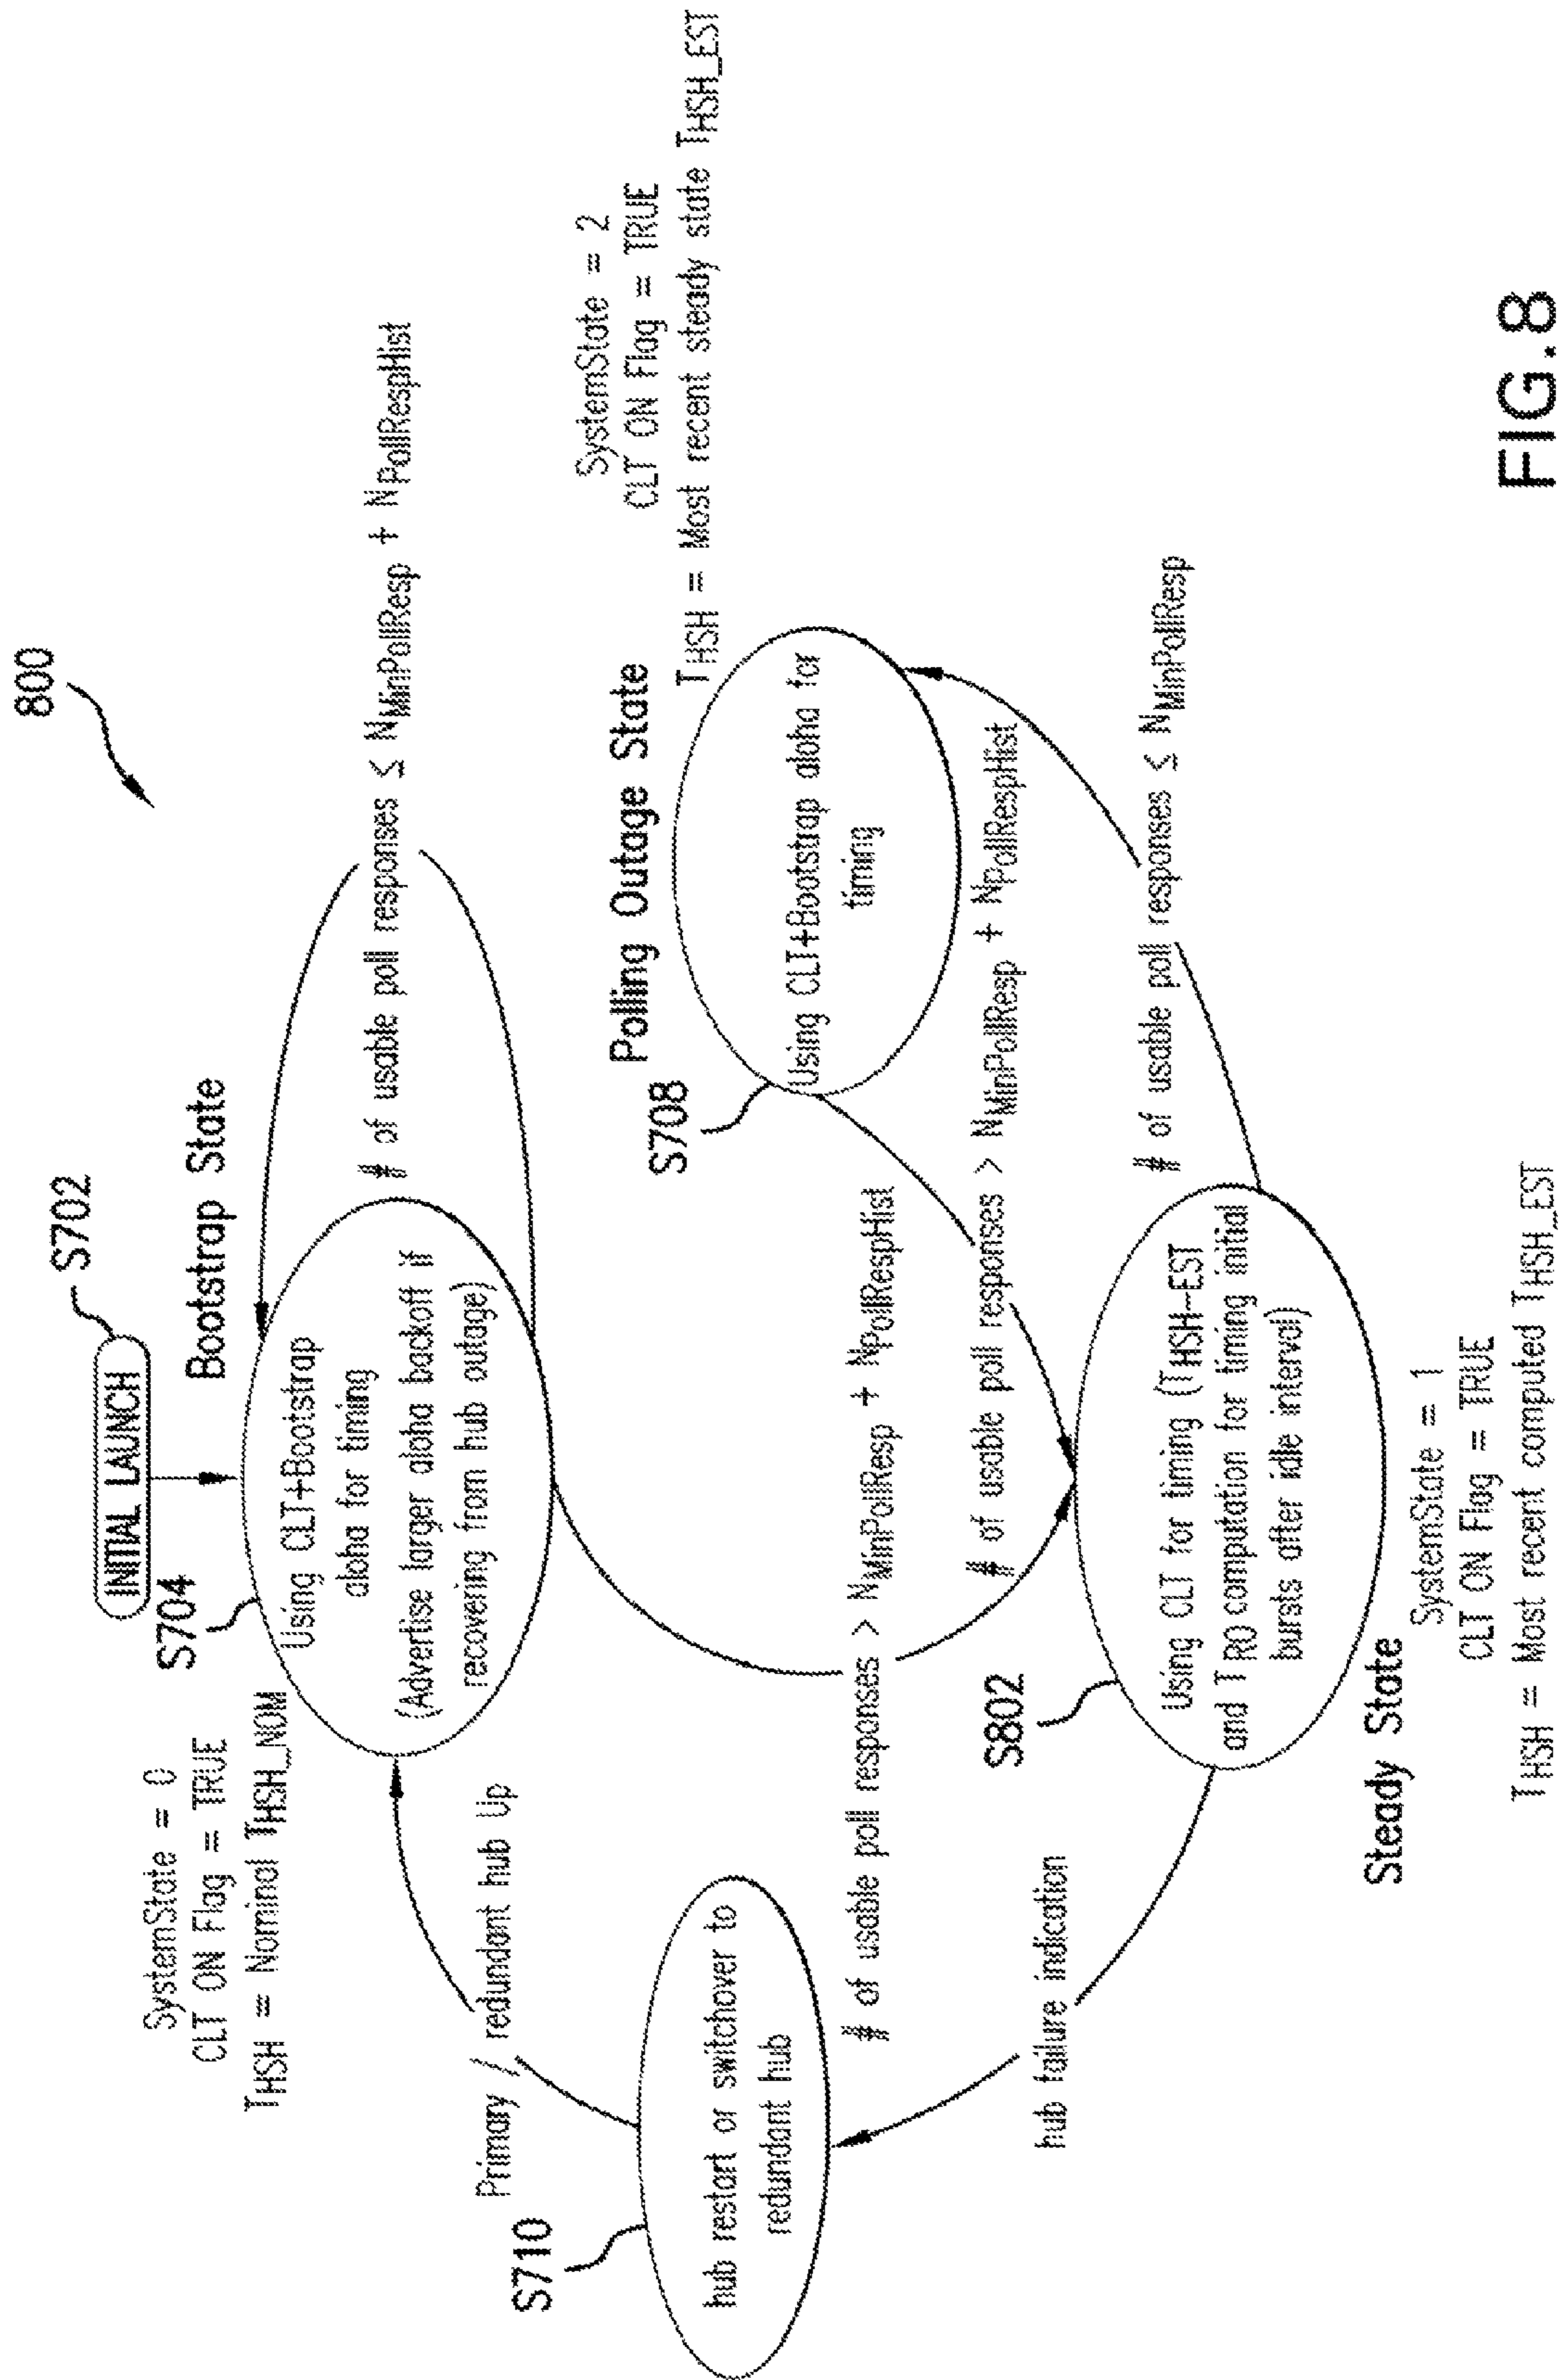 800
INITIAL LAUNCH
S702
SystemState = 0
CLT ON Flag = TRUE
THSH = Nominal THSH_NOM
S704
Bootstrap State
Using CLT+Bootstrap
aloha for timing
(Advertise larger aloha backoff if
recovering from hub outage)
# of usable poll responses ≤ NMinPollResp + NPollRespHist
Primary / redundant hub Up
S710
hub restart or switchover to
redundant hub
SystemState = 2
CLT ON Flag = TRUE
THSH = Most recent steady state THSH_EST
Polling Outage State
S708
Using CLT+Bootstrap aloha for
timing
# of usable poll responses > NMinPollResp + NPollRespHist
# of usable poll responses > NMinPollResp + NPollRespHist
hub failure indication
# of usable poll responses ≤ NMinPollResp
S802
Using CLT for timing (THSH-EST
and TRO computation for timing initial
bursts after idle interval)
Steady State
SystemState = 1
CLT ON Flag = TRUE
THSH = Most recent computed THSH_EST
FIG.8